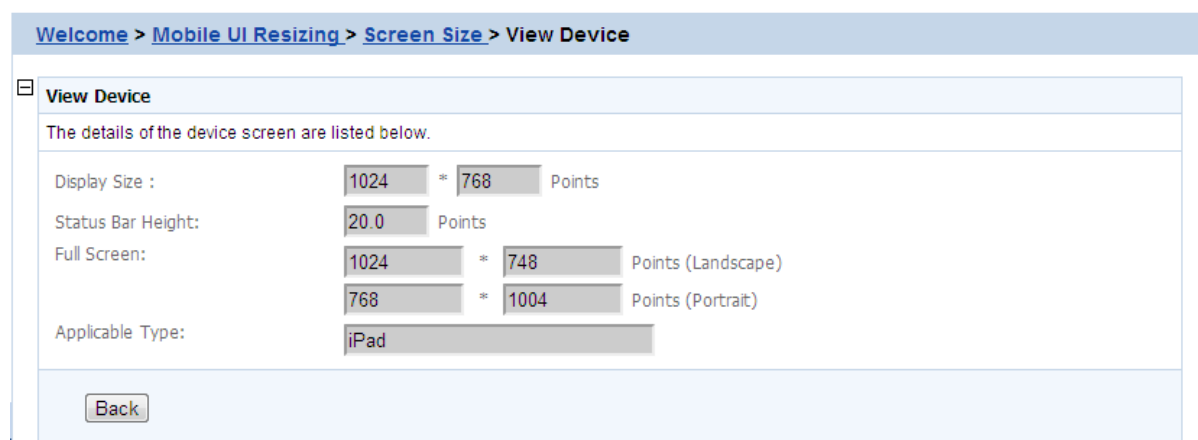 Welcome > Mobile UI Resizing > Screen Size > View Device
View Device
The details of the device screen are listed below.
Display Size : 1024 * 768 Points
Status Bar Height: 20.0 Points
Full Screen: 1024 * 748 Points (Landscape)
768 * 1004 Points (Portrait)
Applicable Type: iPad
Back